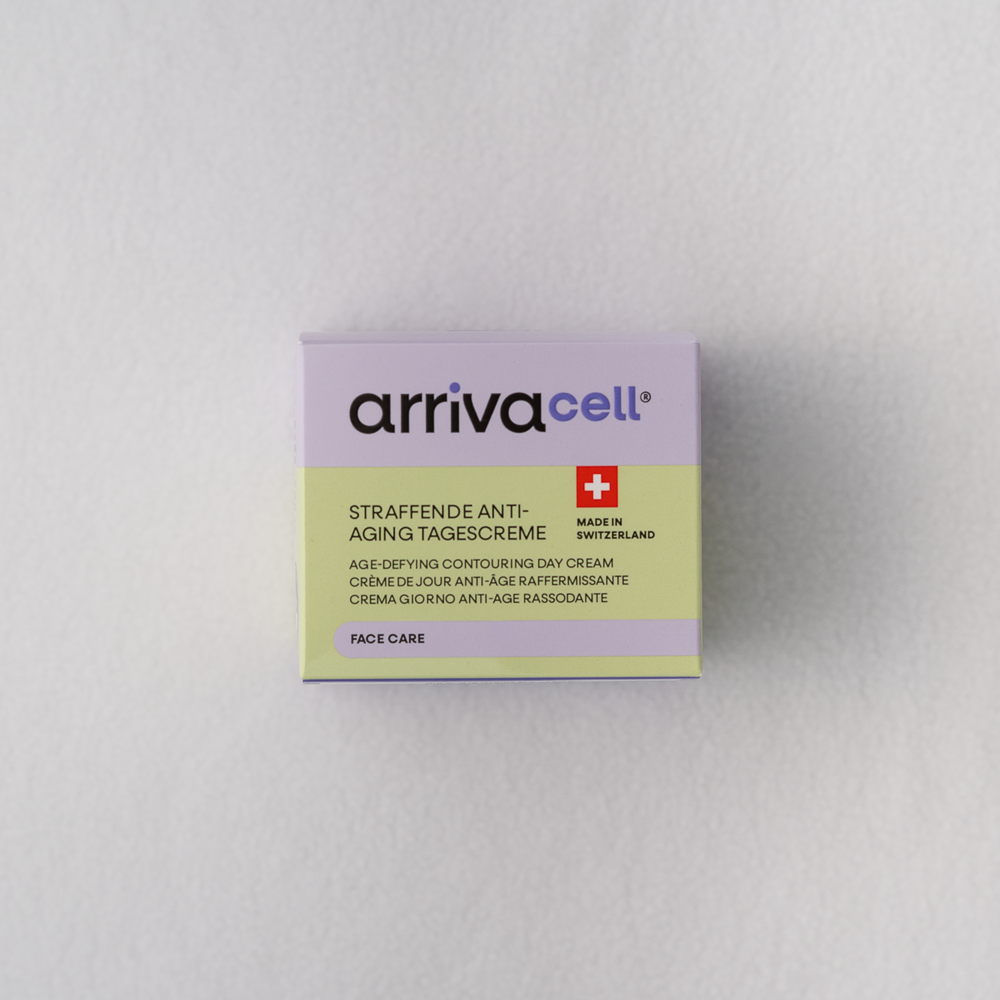 arrivacell®
STRAFFENDE ANTI-
AGING TAGESCREME
MADE IN
SWITZERLAND
AGE-DEFYING CONTOURING DAY CREAM
CRÈME DE JOUR ANTI-ÂGE RAFFERMISSANTE
CREMA GIORNO ANTI-AGE RASSODANTE
FACE CARE